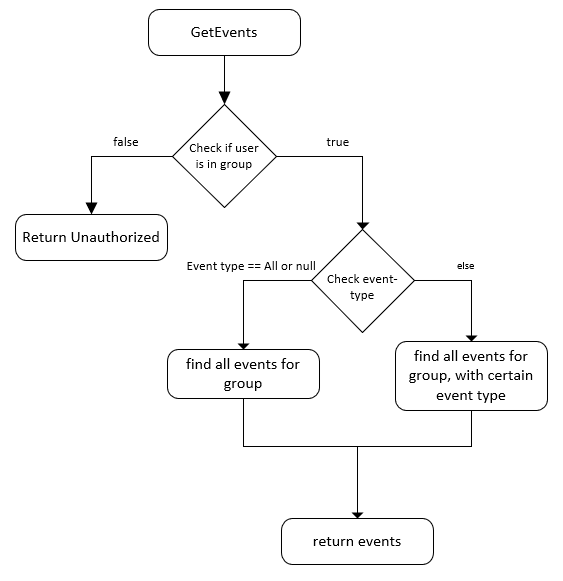 GetEvents
false
true
Check if user
is in group
Return Unauthorized
Event type == All or null
Check event-
type
else
find all events for
group
find all events for
group, with certain
event type
return events